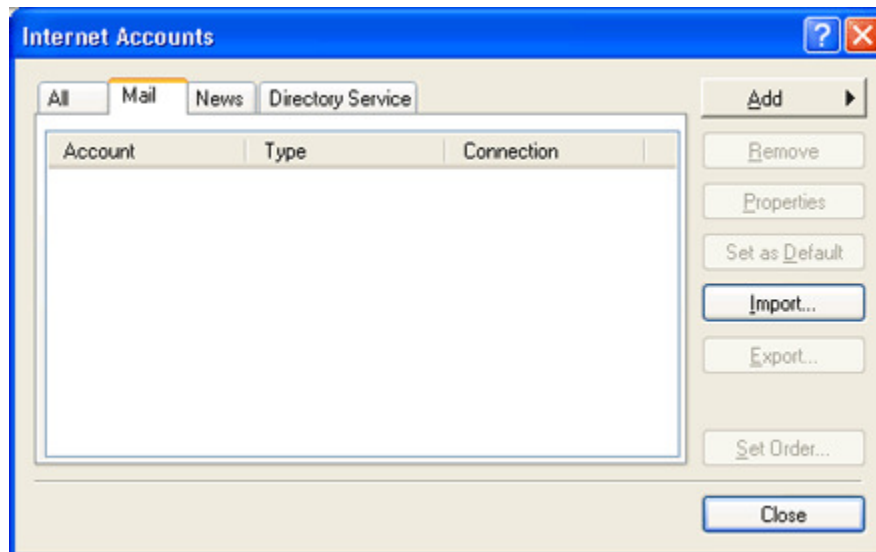 Internet Accounts
All Mail News Directory Service
Add
Account Type Connection
Remove
Properties
Set as Default
Import...
Export...
Set Order...
Close